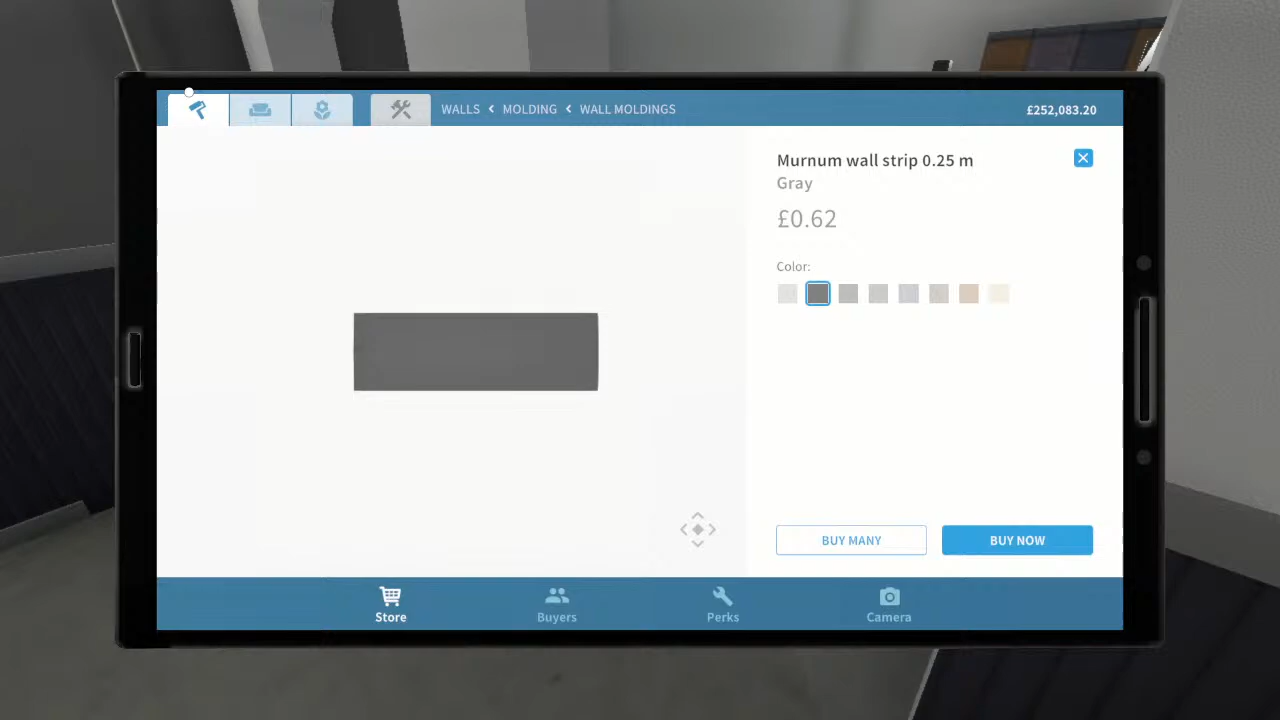 WALLS < MOLDING < WALL MOLDINGS
£252,083.20
Murnum wall strip 0.25 m
Gray
£0.62
Color:
BUY MANY
BUY NOW
Store
Buyers
Perks
Camera